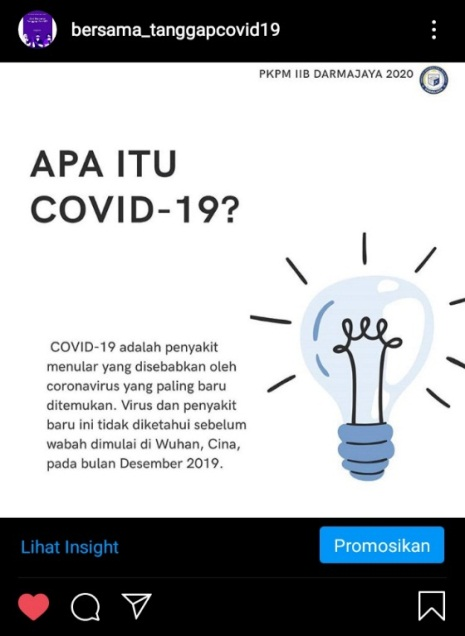 bersama_tanggapcovid19
PKPM IIB DARMAJAYA 2020
APA ITU
COVID-19?
COVID-19 adalah penyakit
menular yang disebabkan oleh
coronavirus yang paling baru
ditemukan. Virus dan penyakit
baru ini tidak diketahui sebelum
wabah dimulai di Wuhan, Cina,
pada bulan Desember 2019.
Lihat Insight
Promosikan